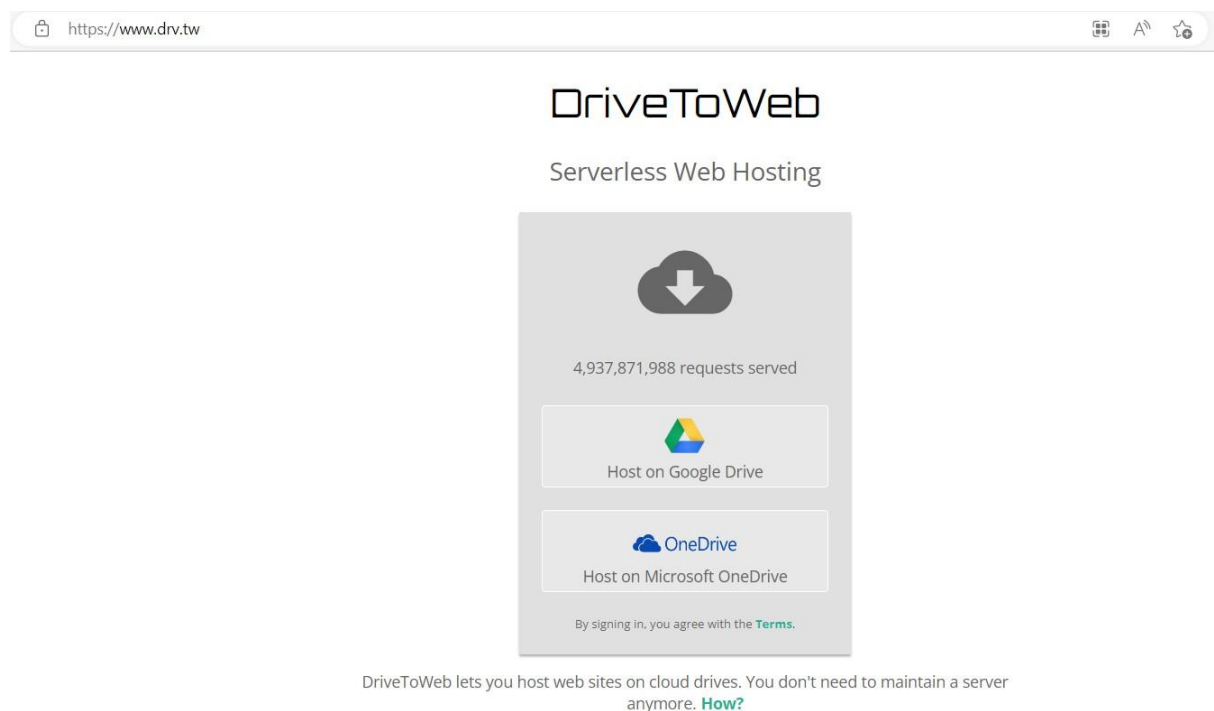 https://www.drv.tw
DriveToWeb
Serverless Web Hosting
4,937,871,988 requests served
Host on Google Drive
OneDrive
Host on Microsoft OneDrive
By signing in, you agree with the Terms.
DriveToWeb lets you host web sites on cloud drives. You don't need to maintain a server
anymore. How?